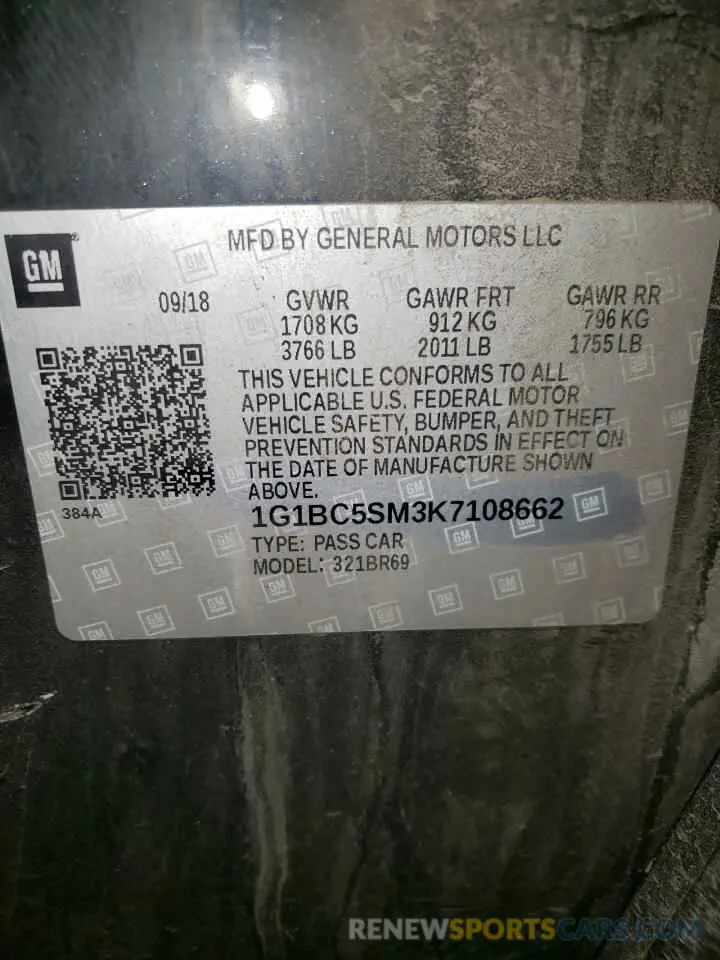 MFD BY GENERAL MOTORS LLC
GM
09/18 GVWR GAWR FRT GAWR RR
1708 KG 912 KG 796 KG
3766 LB 2011 LB 1755 LB
THIS VEHICLE CONFORMS TO ALL
APPLICABLE U.S. FEDERAL MOTOR
VEHICLE SAFETY, BUMPER, AND THEFT
PREVENTION STANDARDS IN EFFECT ON
THE DATE OF MANUFACTURE SHOWN
ABOVE.
384A
1G1BC5SM3K7108662
TYPE: PASS CAR
MODEL: 321BR69
RENEWSPORTSCARS.COM